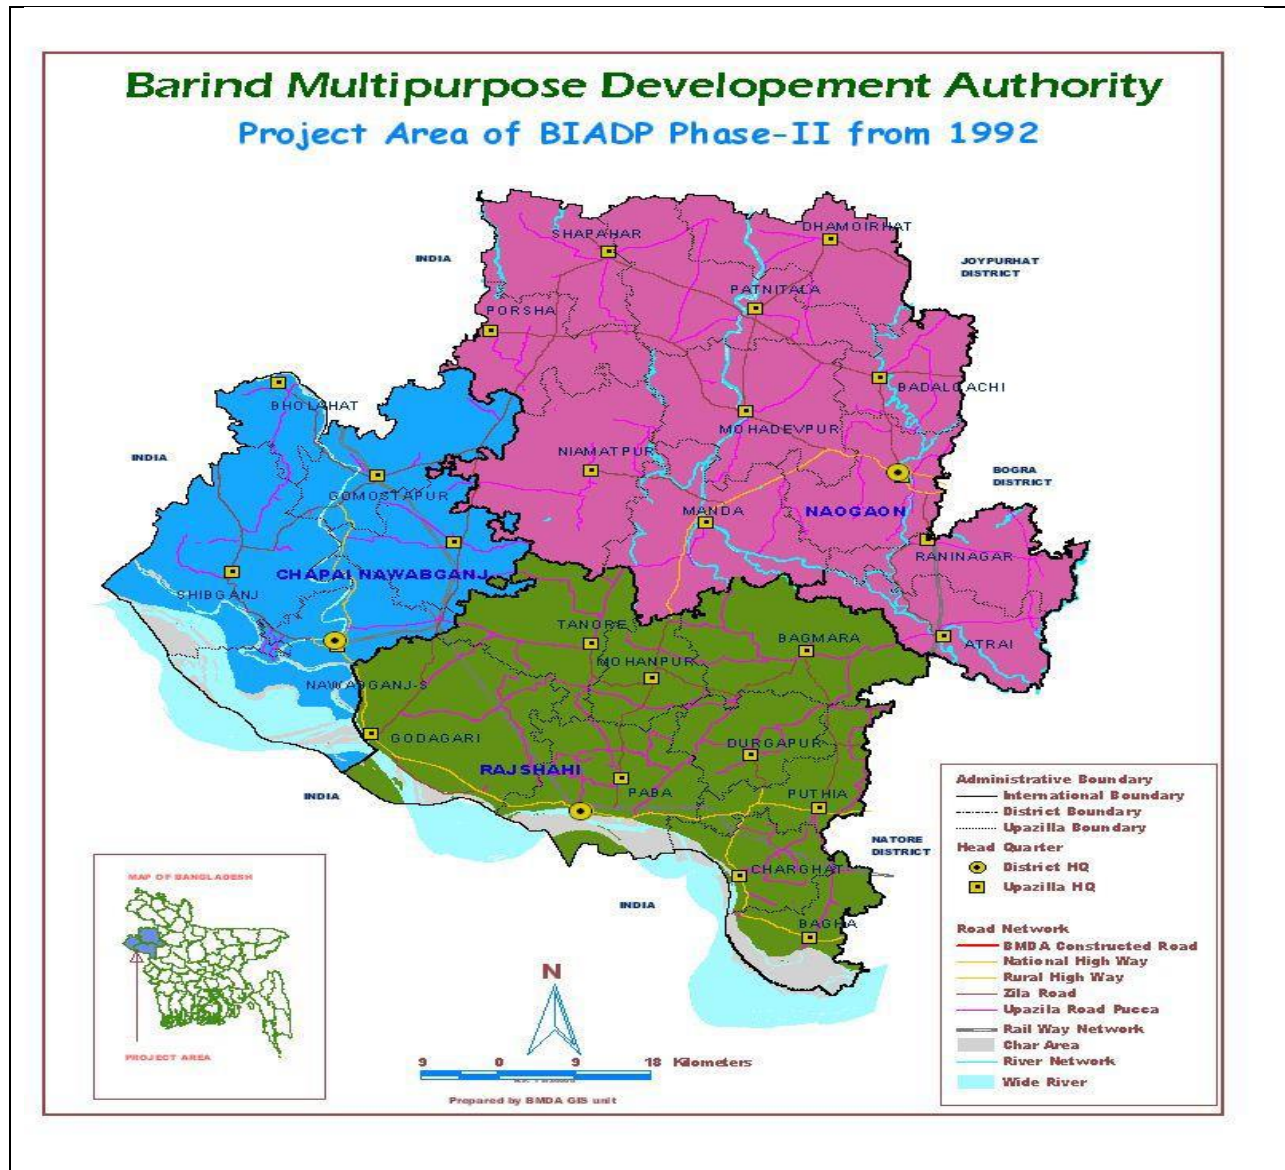 Barind Multipurpose Developement Authority
Project Area of BIADP Phase-II from 1992
SHAPAHAR
DHAMOIRHAT
INDIA
JOYPURHAT
DISTRICT
PATNITALA
PORSHA
BADALGACHI
BHOLAHAT
MOHADEVPUR
NIAMATPUR
INDIA
BOGRA
DISTRICT
GOMOSTAPUR
MANDA
NAOGAON
RANINAGAR
CHAPAI NAWABGANJ
SHIBGANJ
TANORE
BAGMARA
ATRAI
MOHANPUR
NAWABGANJ-S
GODAGARI
DURGAPUR
RAJSHAHI
PABA
PUTHIA
INDIA
NATORE
DISTRICT
CHARGHAT
INDIA
BAGHA
MAP OF BANGLADESH
PROJECT AREA
N
9 0 9 18 Kilometers
Prepared by BMDA GIS unit
Administrative Boundary
International Boundary
District Boundary
Upazilla Boundary
Head Quarter
District HQ
Upazilla HQ
Road Network
BMDA Constructed Road
National High Way
Rural High Way
Zila Road
Upazila Road Pucca
Rail Way Network
Char Area
River Network
Wide River